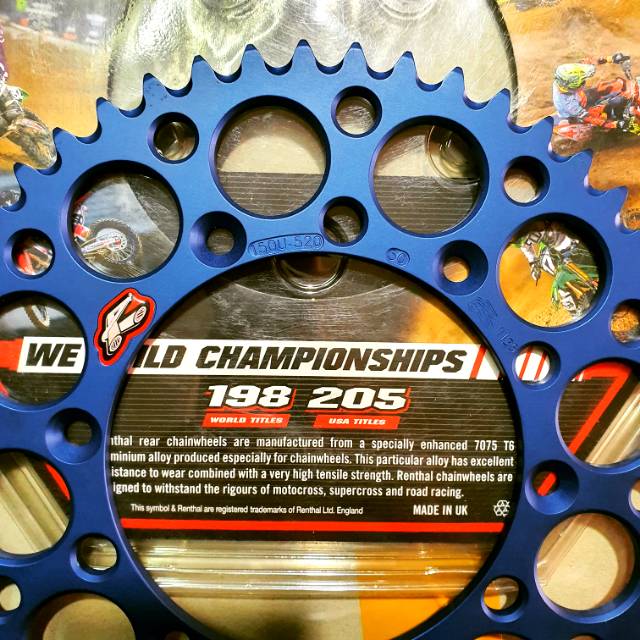 150U-520
WE LD CHAMPIONSHIPS
198 205
WORLD TITLES USA TITLES
nthal rear chainwheels are manufactured from a specially enhanced 7075 T6
minium alloy produced especially for chainwheels. This particular alloy has excellent
istance to wear combined with a very high tensile strength. Renthal chainwheels are
igned to withstand the rigours of motocross, supercross and road racing.
This symbol & Renthal are registered trademarks of Renthal Ltd. England MADE IN UK